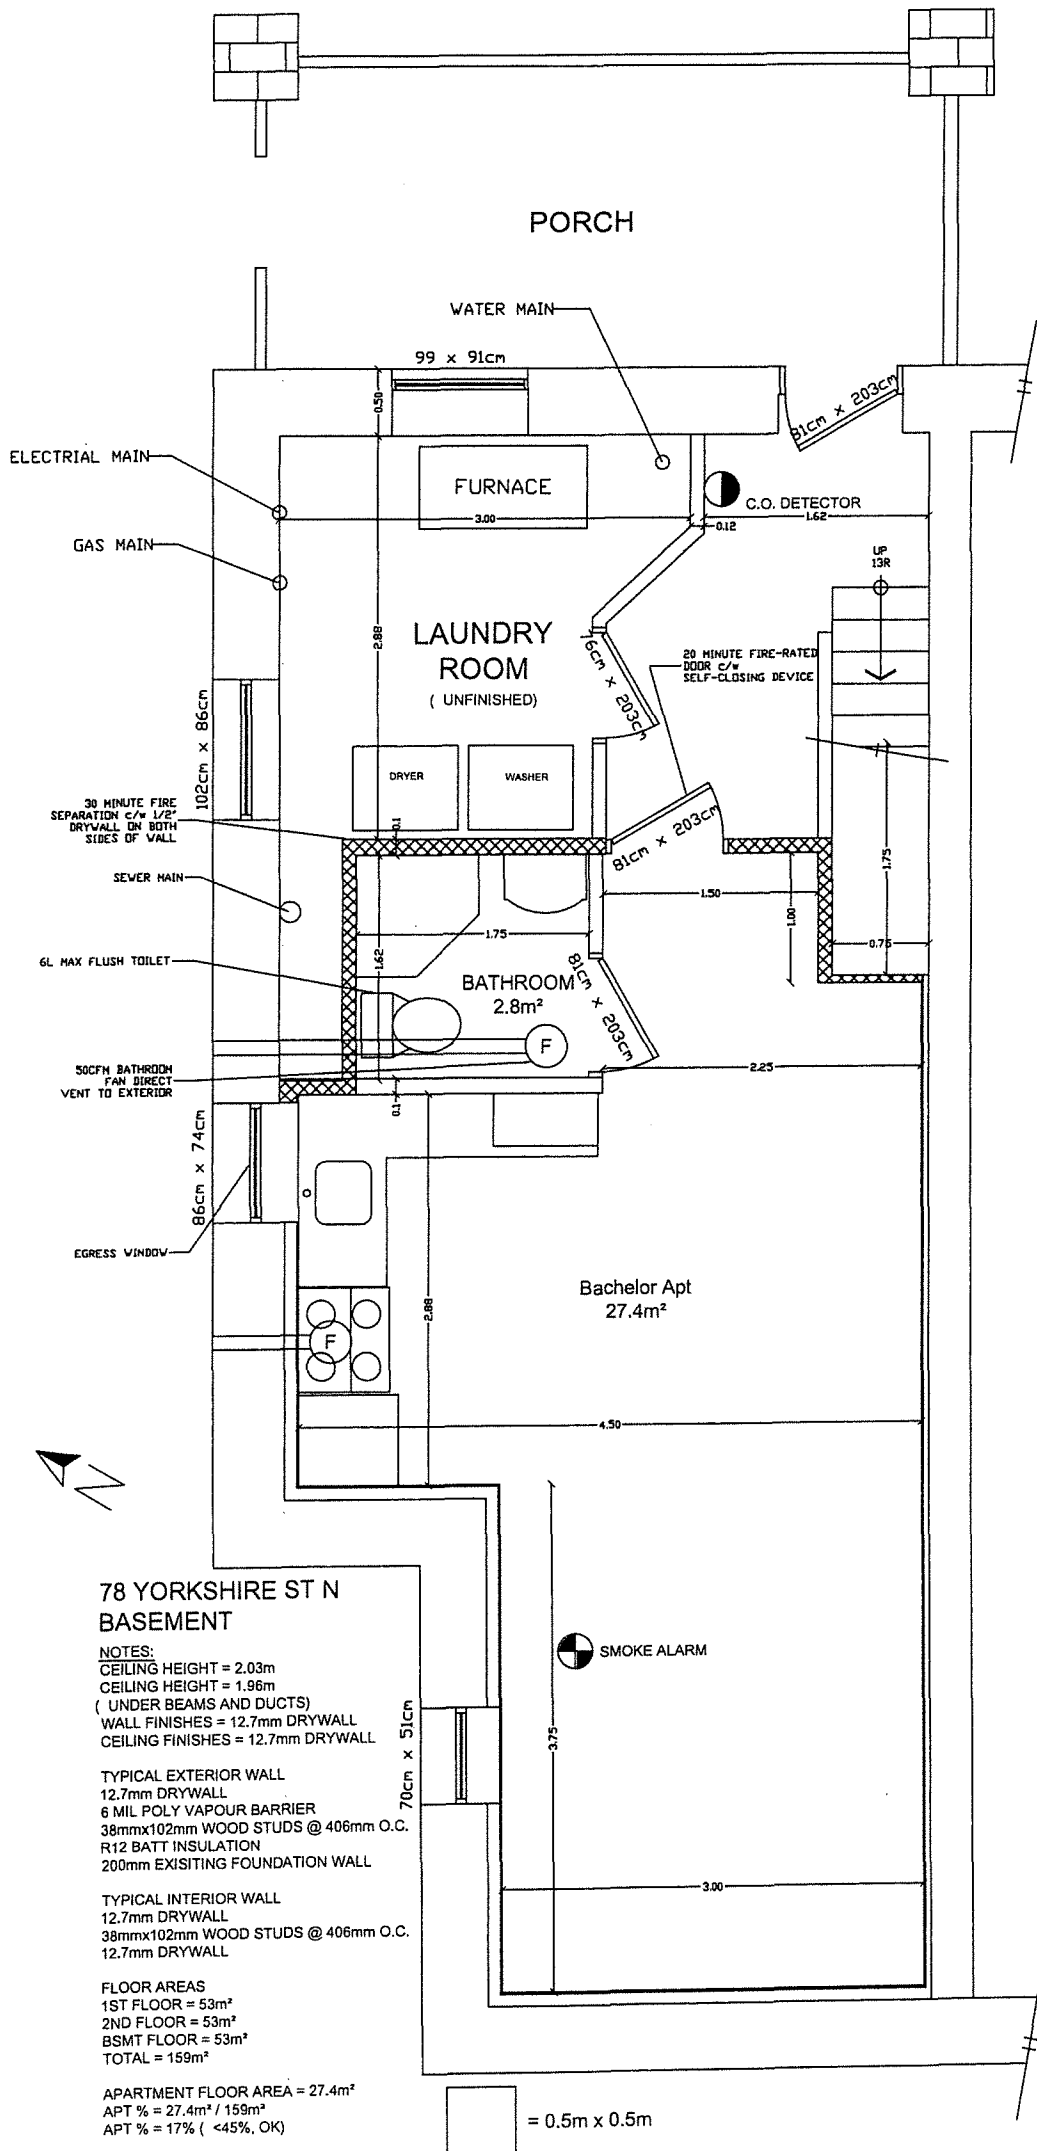 PORCH
WATER MAIN
99 x 91cm
0.50
81cm x 203cm
ELECTRIAL MAIN
FURNACE
C.O. DETECTOR
3.00
0.12
1.62
GAS MAIN
UP
13R
2.88
LAUNDRY
ROOM
( UNFINISHED)
76cm x 203cm
20 MINUTE FIRE-RATED
DOOR c/w
SELF-CLOSING DEVICE
102cm x 86cm
DRYER
WASHER
30 MINUTE FIRE
SEPARATION c/w 1/2"
DRYWALL ON BOTH
SIDES OF WALL
0.1
81cm x 203cm
1.75
SEWER MAIN
1.50
1.00
1.75
0.75
1.62
6L MAX FLUSH TOILET
BATHROOM
2.8m²
81cm x 203cm
F
50CFM BATHROOM
FAN DIRECT
VENT TO EXTERIOR
2.25
0.1
86cm x 74cm
EGRESS WINDOW
Bachelor Apt
27.4m²
2.88
F
4.50
78 YORKSHIRE ST N
BASEMENT
NOTES:
CEILING HEIGHT = 2.03m
CEILING HEIGHT = 1.96m
( UNDER BEAMS AND DUCTS)
WALL FINISHES = 12.7mm DRYWALL
CEILING FINISHES = 12.7mm DRYWALL
SMOKE ALARM
70cm x 51cm
3.75
TYPICAL EXTERIOR WALL
12.7mm DRYWALL
6 MIL POLY VAPOUR BARRIER
38mmx102mm WOOD STUDS @ 406mm O.C.
R12 BATT INSULATION
200mm EXISITING FOUNDATION WALL
3.00
TYPICAL INTERIOR WALL
12.7mm DRYWALL
38mmx102mm WOOD STUDS @ 406mm O.C.
12.7mm DRYWALL
FLOOR AREAS
1ST FLOOR = 53m²
2ND FLOOR = 53m²
BSMT FLOOR = 53m²
TOTAL = 159m²
APARTMENT FLOOR AREA = 27.4m²
APT % = 27.4m² / 159m²
APT % = 17% ( <45%, OK)
= 0.5m x 0.5m